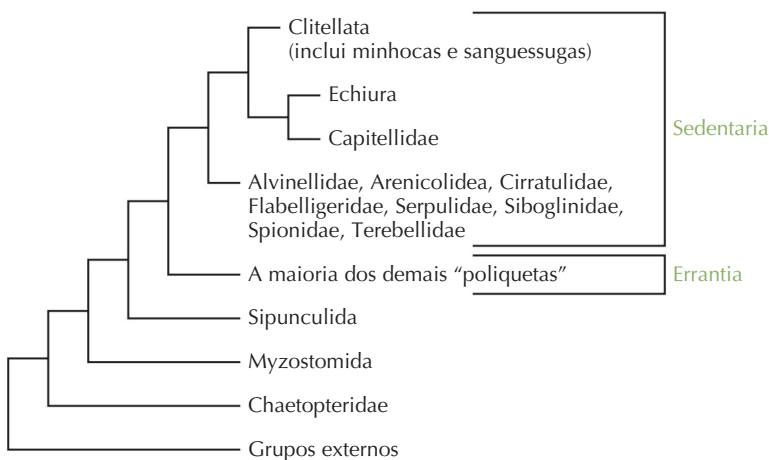 Clitellata
(inclui minhocas e sanguessugas)
Echiura
Capitellidae
Sedentaria
Alvinellidae, Arenicolidea, Cirratulidae,
Flabelligeridae, Serpulidae, Siboglinidae,
Spionidae, Terebellidae
A maioria dos demais “poliquetas”
Errantia
Sipunculida
Myzostomida
Chaetopteridae
Grupos externos